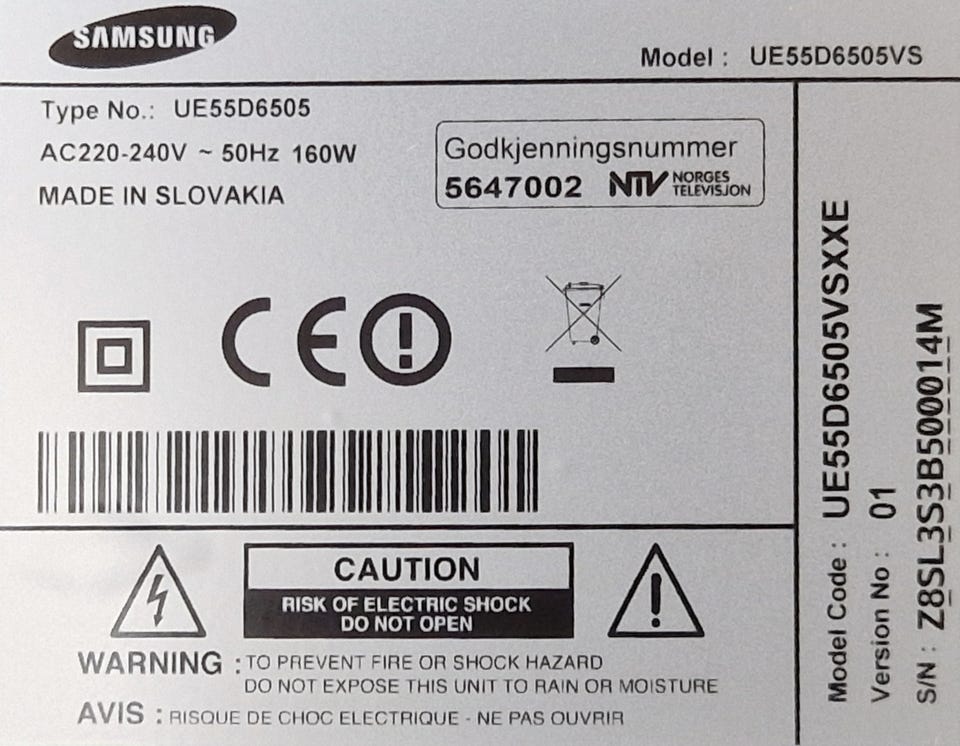 SAMSUNG
Model : UE55D6505VS
Type No.: UE55D6505
AC220-240V ~ 50Hz 160W
MADE IN SLOVAKIA
Godkjenningsnummer
5647002 NTV NORGES
TELEVISJON
CE
CAUTION
RISK OF ELECTRIC SHOCK
DO NOT OPEN
WARNING : TO PREVENT FIRE OR SHOCK HAZARD
DO NOT EXPOSE THIS UNIT TO RAIN OR MOISTURE
AVIS : RISQUE DE CHOC ELECTRIQUE - NE PAS OUVRIR
Model Code : UE55D6505VSXXE
Version No : 01
S/N : Z8SL3S3B500014M